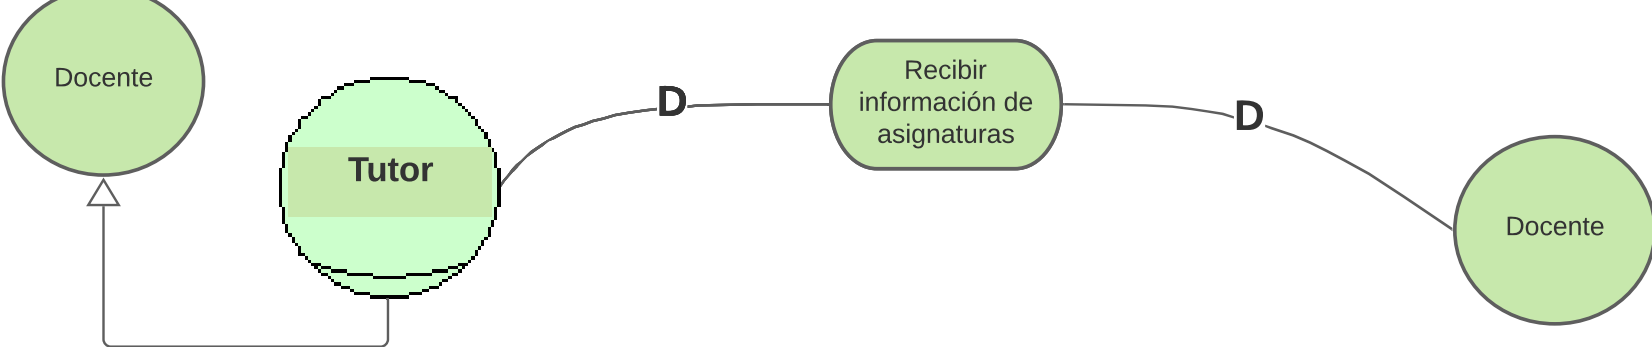 Docente
Tutor
D
Recibir
información de
asignaturas
D
Docente